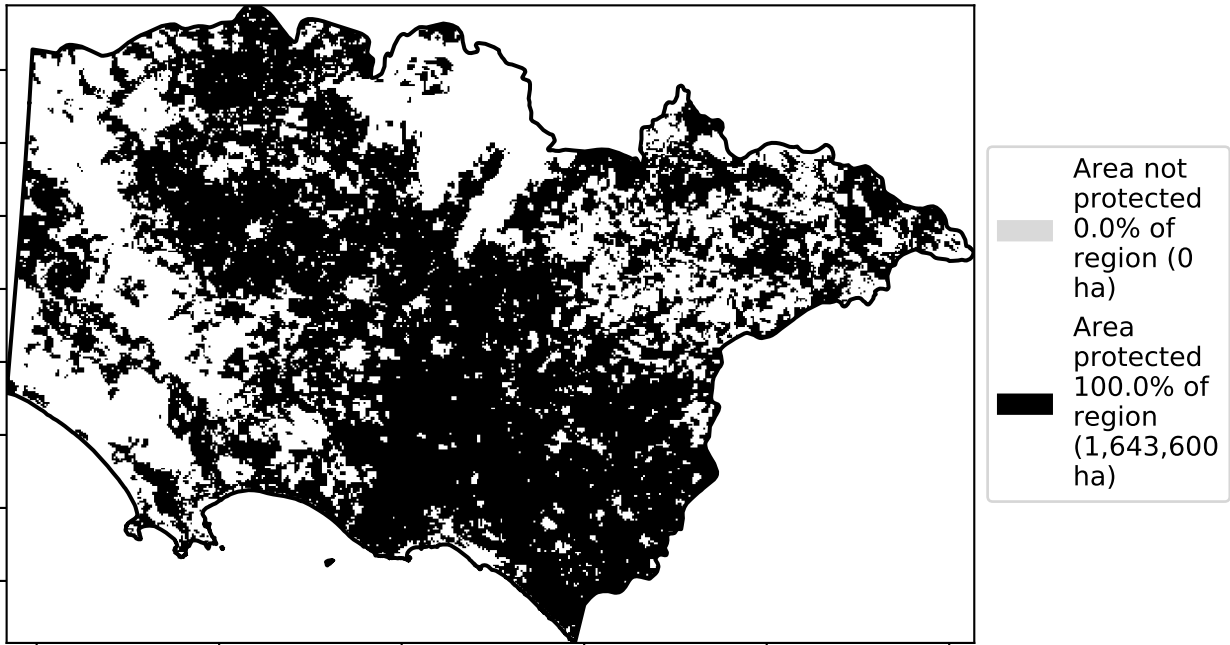 Area not
protected
0.0% of
region (0
ha)
Area
protected
100.0% of
region
(1,643,600
ha)